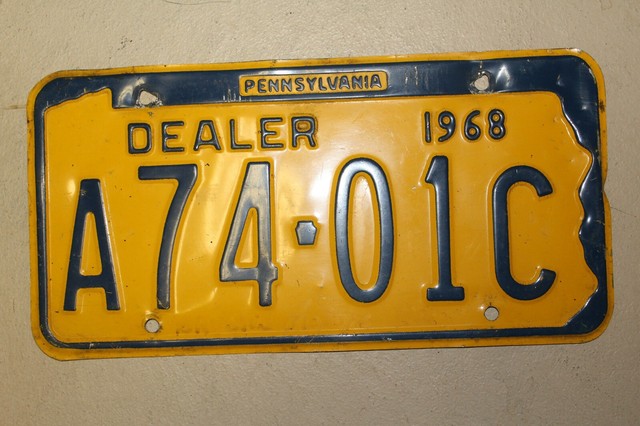 PENNSYLVANIA
DEALER 1968
A74-01C